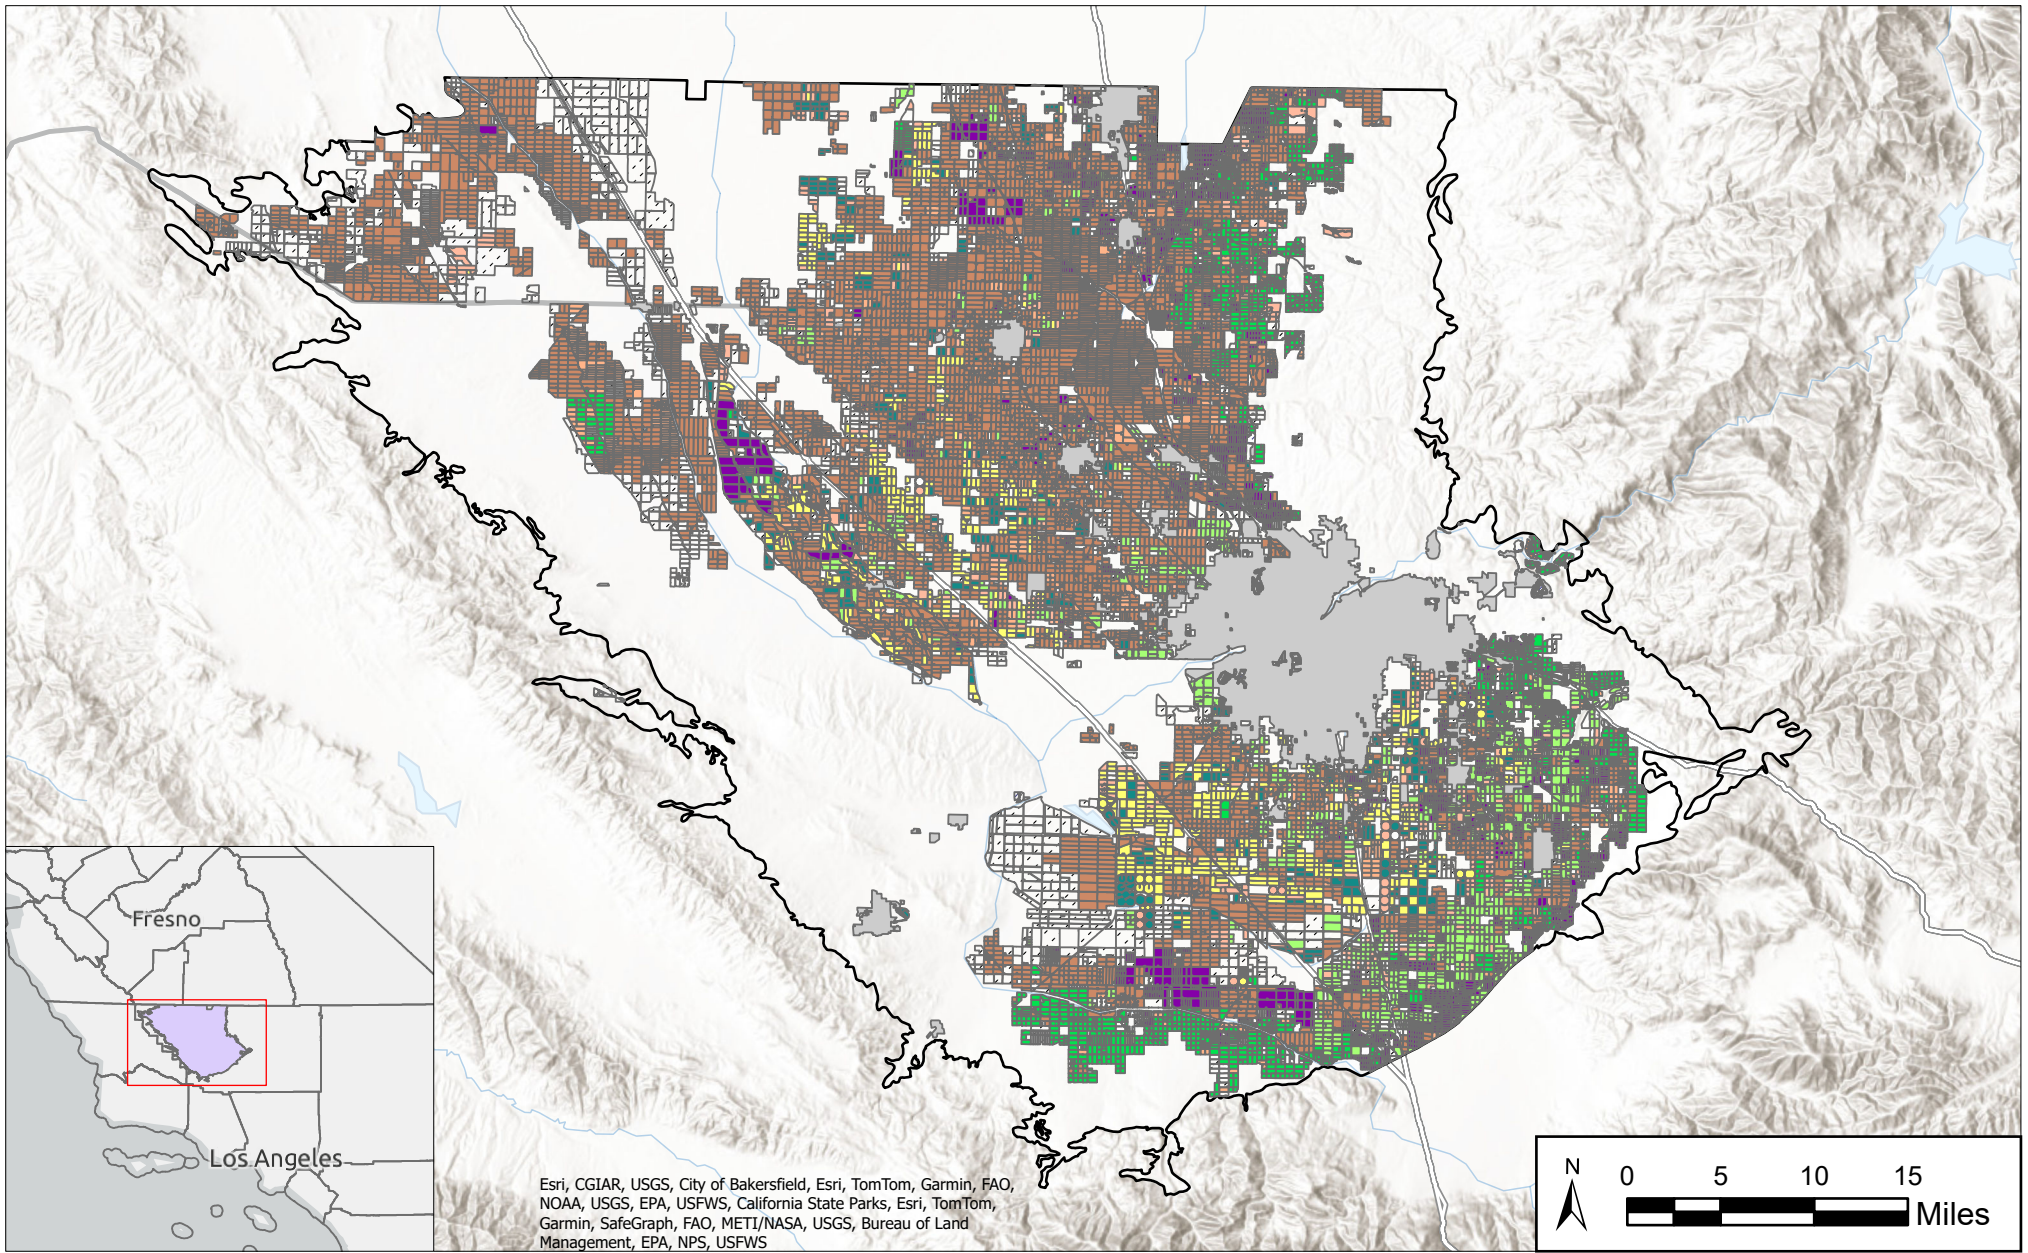 Fresno
Los Angeles
Esri, CGIAR, USGS, City of Bakersfield, Esri, TomTom, Garmin, FAO,
NOAA, USGS, EPA, USFWS, California State Parks, Esri, TomTom,
Garmin, SafeGraph, FAO, METI/NASA, USGS, Bureau of Land
Management, EPA, NPS, USFWS
N
0 5 10 15
Miles